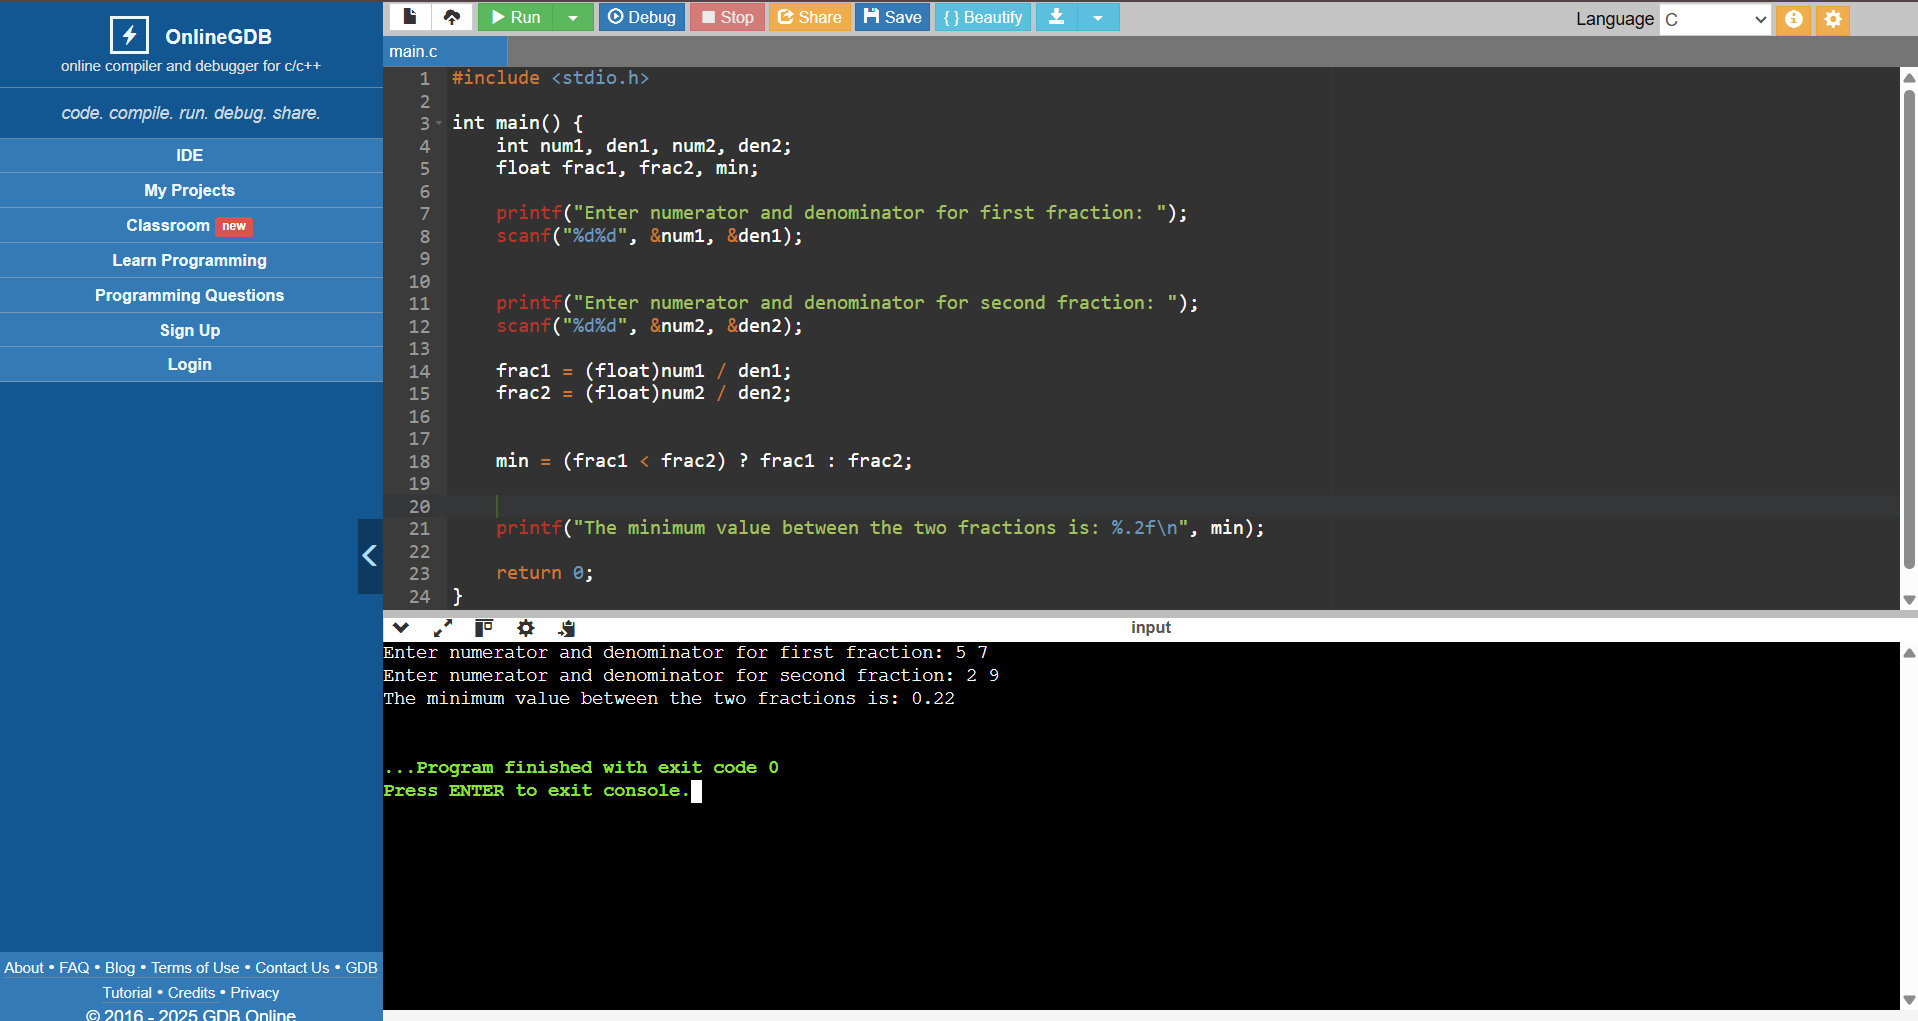 OnlineGDB
online compiler and debugger for c/c++
code. compile. run. debug. share.
IDE
My Projects
Classroom new
Learn Programming
Programming Questions
Sign Up
Login
About • FAQ • Blog • Terms of Use • Contact Us • GDB
Tutorial • Credits • Privacy
© 2016 - 2025 GDB Online
Run Debug Stop Share Save { } Beautify Language C
main.c
1 #include <stdio.h>
2
3 int main() {
4     int num1, den1, num2, den2;
5     float frac1, frac2, min;
6
7     printf("Enter numerator and denominator for first fraction: ");
8     scanf("%d%d", &num1, &den1);
9
10
11     printf("Enter numerator and denominator for second fraction: ");
12     scanf("%d%d", &num2, &den2);
13
14     frac1 = (float)num1 / den1;
15     frac2 = (float)num2 / den2;
16
17
18     min = (frac1 < frac2) ? frac1 : frac2;
19
20
21     printf("The minimum value between the two fractions is: %.2f\n", min);
22
23     return 0;
24 }
input
Enter numerator and denominator for first fraction: 5 7
Enter numerator and denominator for second fraction: 2 9
The minimum value between the two fractions is: 0.22
...Program finished with exit code 0
Press ENTER to exit console.